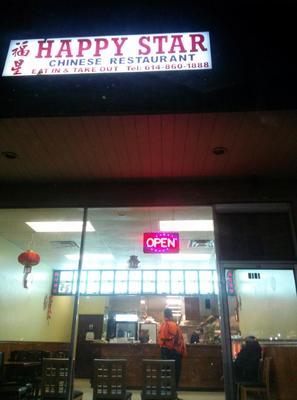 福星
HAPPY STAR
CHINESE RESTAURANT
EAT IN & TAKE OUT Tel: 614-860-1888
OPEN